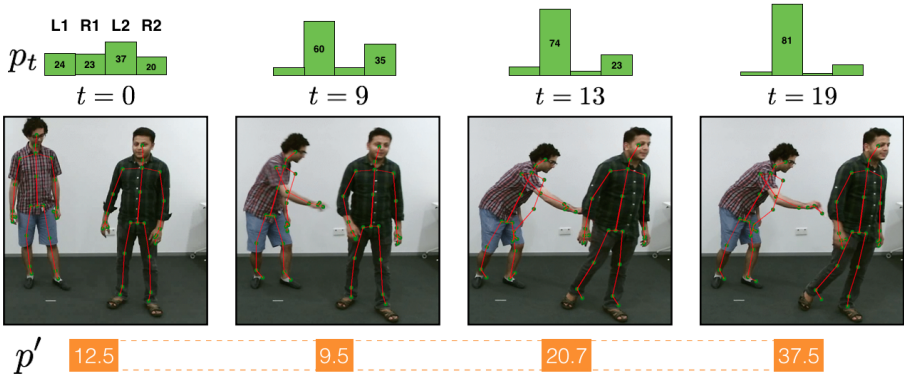 L1 R1 L2 R2
p_t 24 23 37 20 60 35 74 23 81
t = 0 t = 9 t = 13 t = 19
p′ 12.5 9.5 20.7 37.5